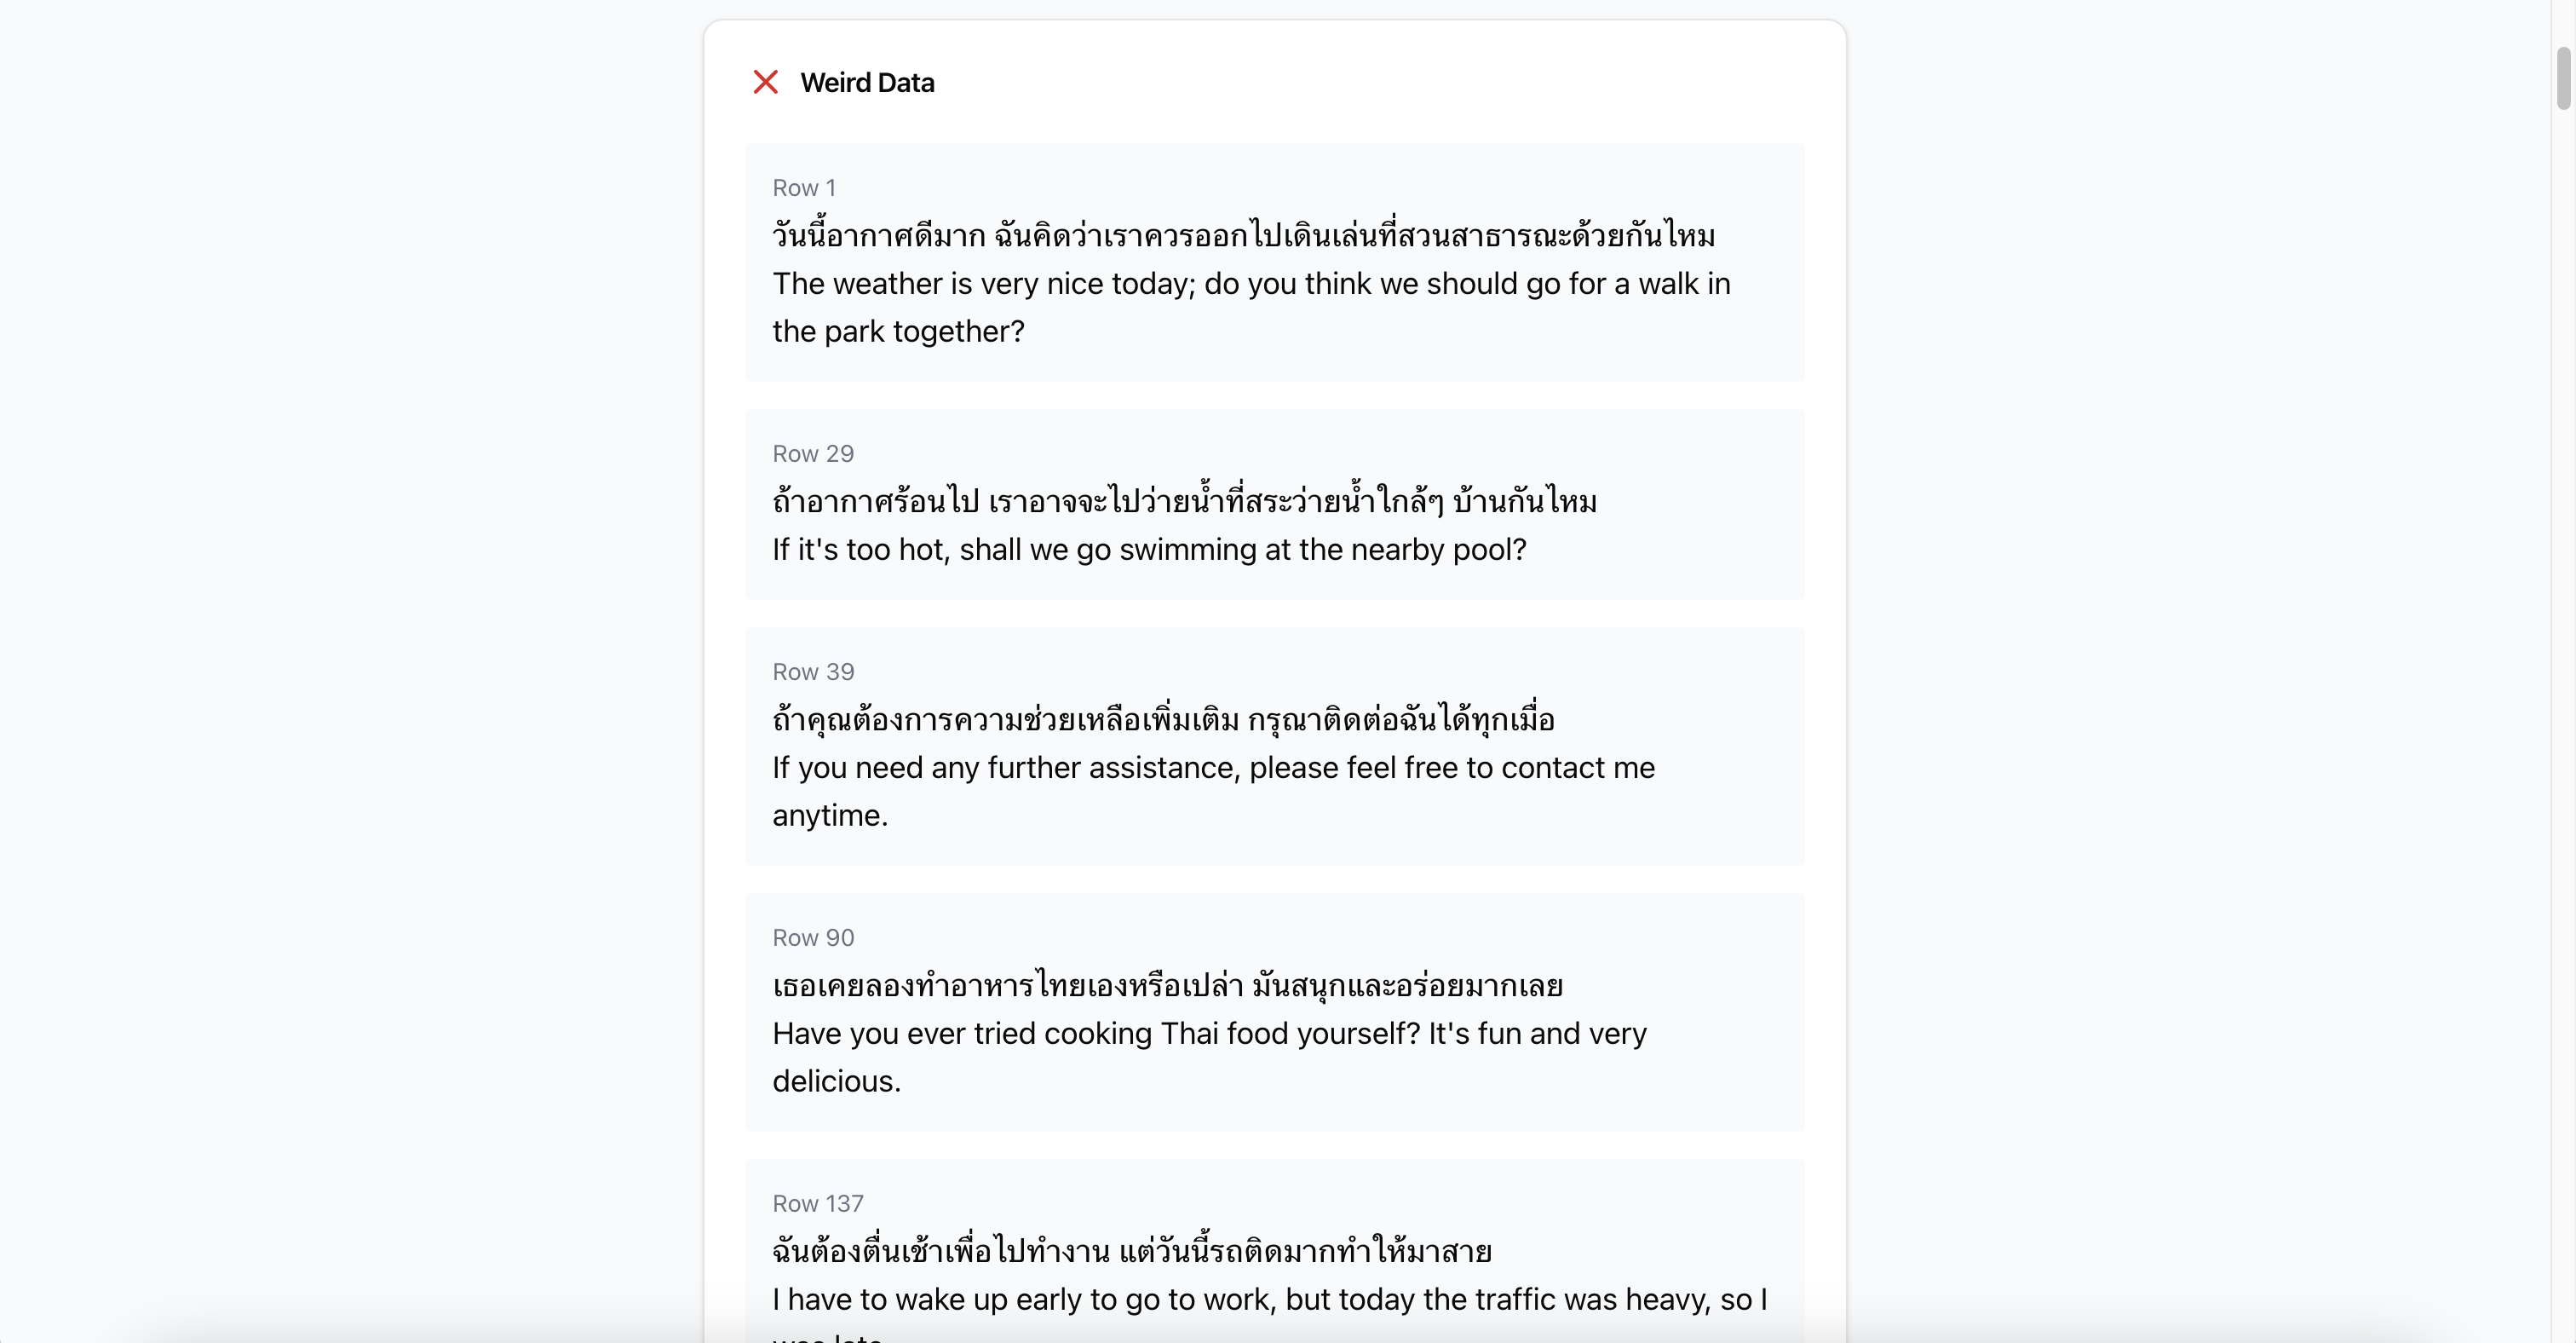 Weird Data
Row 1
วันนี้อากาศดีมาก ฉันคิดว่าเราควรออกไปเดินเล่นที่สวนสาธารณะด้วยกันไหม
The weather is very nice today; do you think we should go for a walk in
the park together?
Row 29
ถ้าอากาศร้อนไป เราอาจจะไปว่ายน้ำที่สระว่ายน้ำใกล้ๆ บ้านกันไหม
If it's too hot, shall we go swimming at the nearby pool?
Row 39
ถ้าคุณต้องการความช่วยเหลือเพิ่มเติม กรุณาติดต่อฉันได้ทุกเมื่อ
If you need any further assistance, please feel free to contact me
anytime.
Row 90
เธอเคยลองทำอาหารไทยเองหรือเปล่า มันสนุกและอร่อยมากเลย
Have you ever tried cooking Thai food yourself? It's fun and very
delicious.
Row 137
ฉันต้องตื่นเช้าเพื่อไปทำงาน แต่วันนี้รถติดมากทำให้มาสาย
I have to wake up early to go to work, but today the traffic was heavy, so I